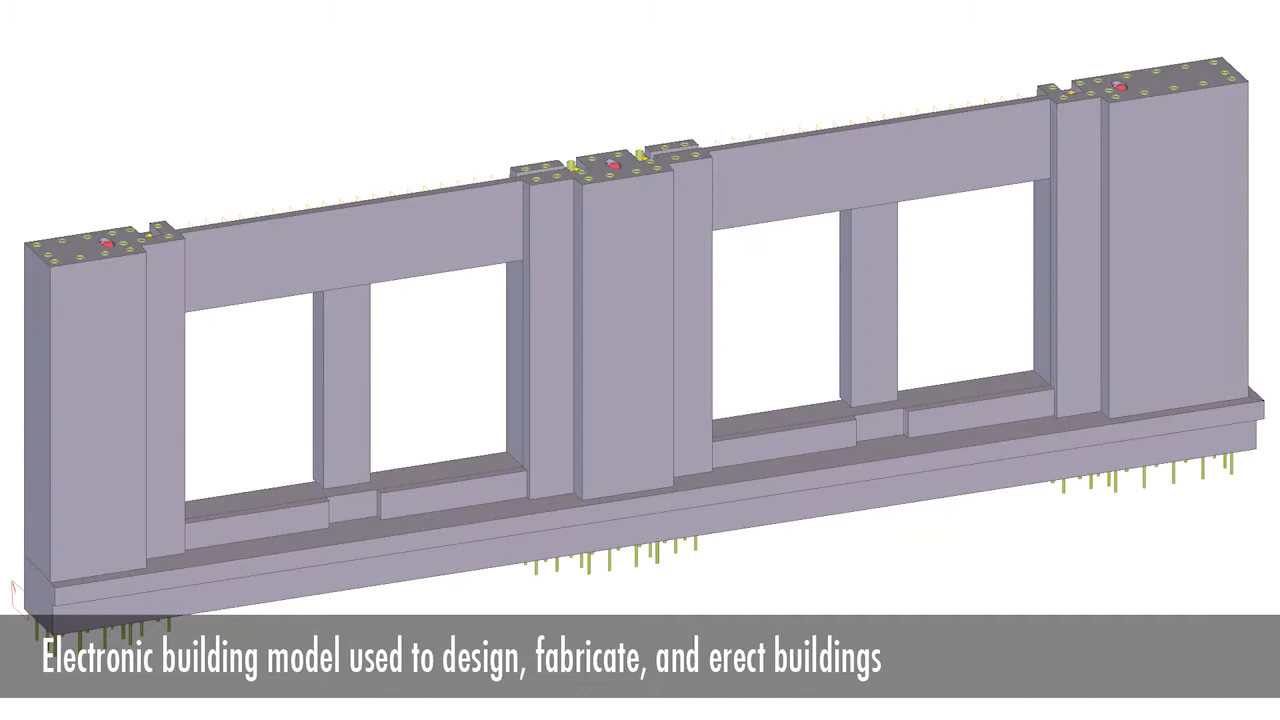 Electronic building model used to design, fabricate, and erect buildings